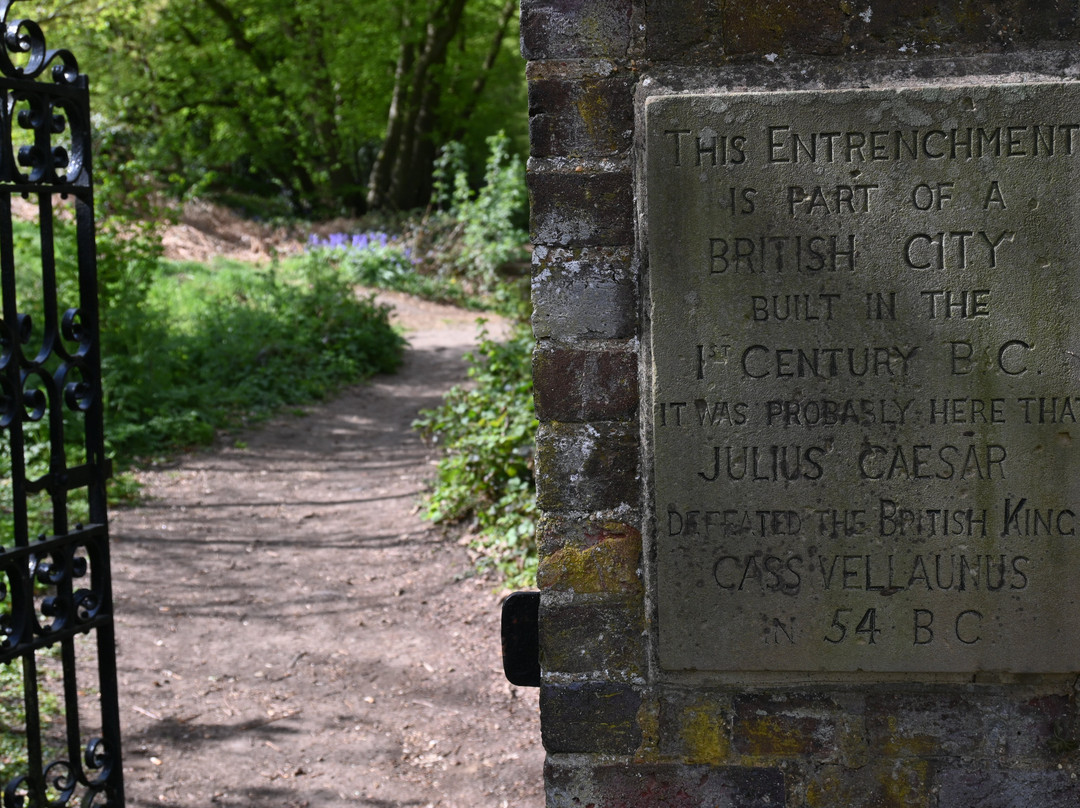 This Entrenchment
is part of a
British City
built in the
1st Century B.C.
it was probably here that
Julius Caesar
defeated the British King
Cassvellaunus
in 54 B C